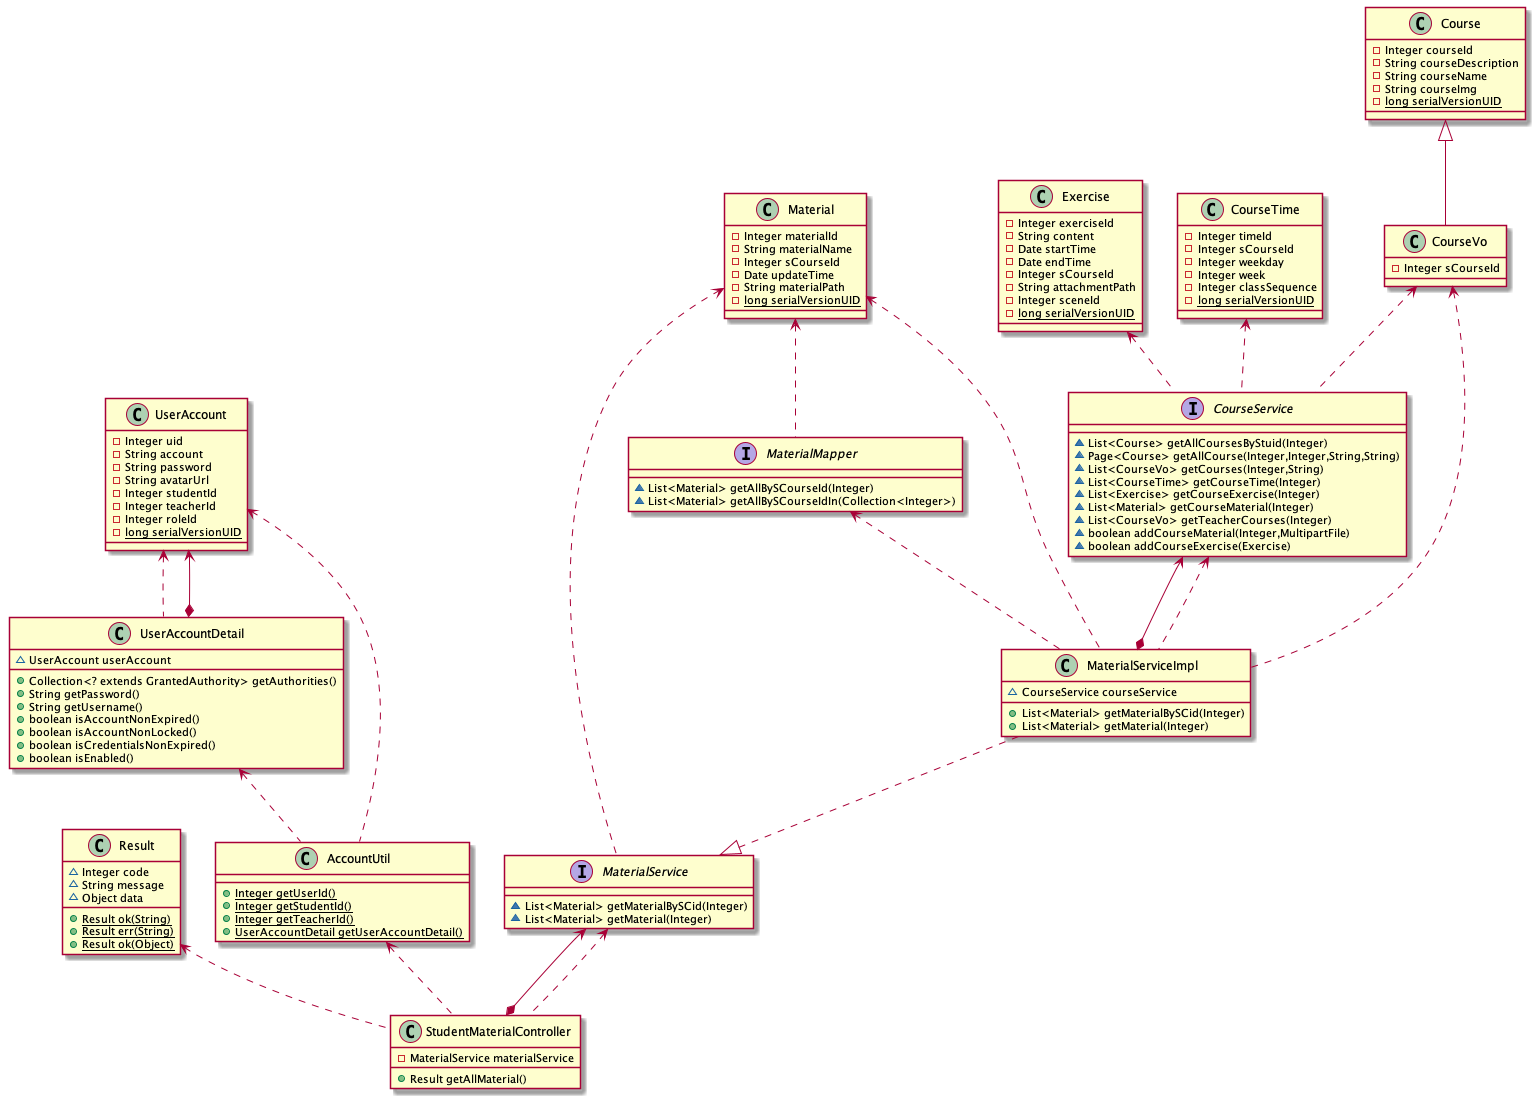 C Course
Integer courseId
String courseDescription
String courseName
String courseImg
long serialVersionUID
C Material
Integer materialId
String materialName
Integer sCourseId
Date updateTime
String materialPath
long serialVersionUID
C Exercise
Integer exerciseId
String content
Date startTime
Date endTime
Integer sCourseId
String attachmentPath
Integer sceneId
long serialVersionUID
C CourseTime
Integer timeId
Integer sCourseId
Integer weekday
Integer week
Integer classSequence
long serialVersionUID
C CourseVo
Integer sCourseId
C UserAccount
Integer uid
String account
String password
String avatarUrl
Integer studentId
Integer teacherId
Integer roleId
long serialVersionUID
I MaterialMapper
List<Material> getAllBySCourseId(Integer)
List<Material> getAllBySCourseIdIn(Collection<Integer>)
I CourseService
List<Course> getAllCoursesByStuid(Integer)
Page<Course> getAllCourse(Integer,Integer,String,String)
List<CourseVo> getCourses(Integer,String)
List<CourseTime> getCourseTime(Integer)
List<Exercise> getCourseExercise(Integer)
List<Material> getCourseMaterial(Integer)
List<CourseVo> getTeacherCourses(Integer)
boolean addCourseMaterial(Integer,MultipartFile)
boolean addCourseExercise(Exercise)
C UserAccountDetail
UserAccount userAccount
Collection<? extends GrantedAuthority> getAuthorities()
String getPassword()
String getUsername()
boolean isAccountNonExpired()
boolean isAccountNonLocked()
boolean isCredentialsNonExpired()
boolean isEnabled()
C MaterialServiceImpl
CourseService courseService
List<Material> getMaterialBySCid(Integer)
List<Material> getMaterial(Integer)
C Result
Integer code
String message
Object data
Result ok(String)
Result err(String)
Result ok(Object)
C AccountUtil
Integer getUserId()
Integer getStudentId()
Integer getTeacherId()
UserAccountDetail getUserAccountDetail()
I MaterialService
List<Material> getMaterialBySCid(Integer)
List<Material> getMaterial(Integer)
C StudentMaterialController
MaterialService materialService
Result getAllMaterial()